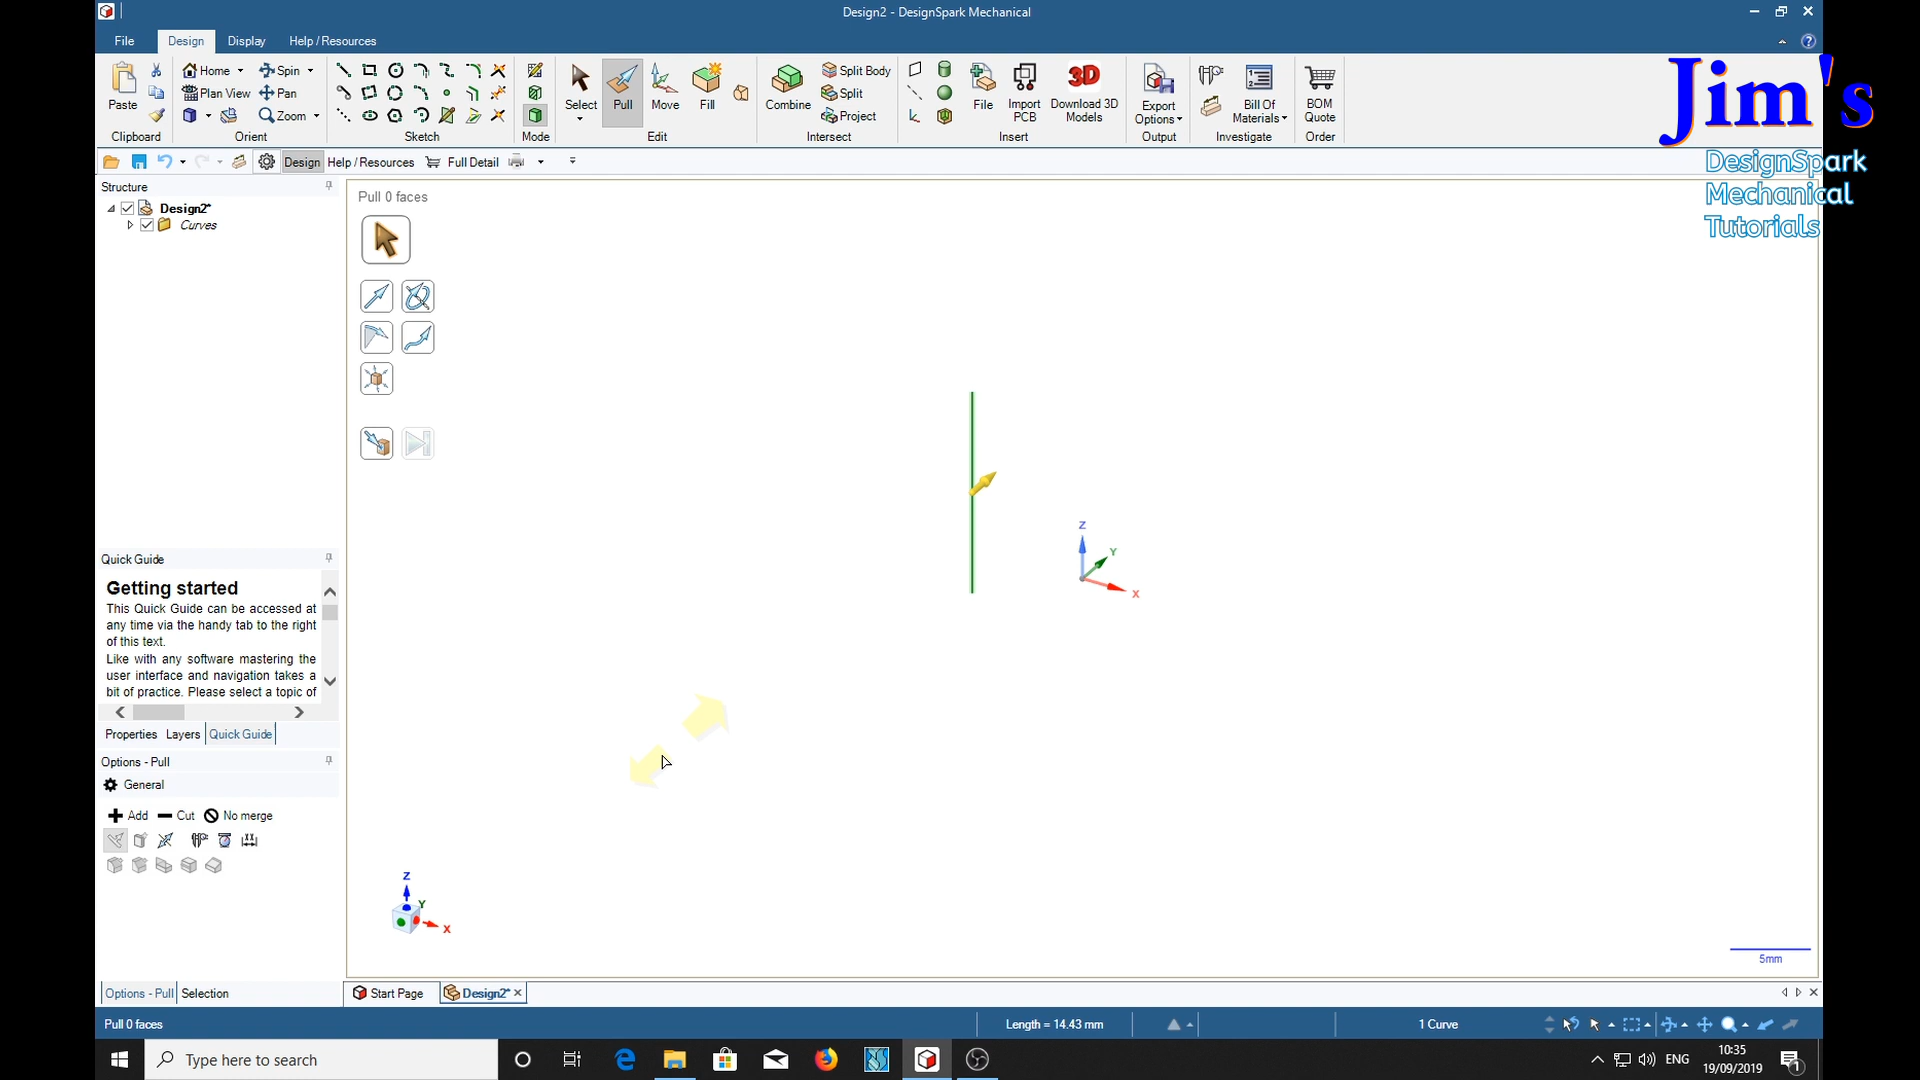 Design2 - DesignSpark Mechanical
File Design Display Help / Resources
Paste Home Spin Select Pull Move Fill Combine Split Body File Import PCB Download 3D Models Export Options Bill Of Materials BOM Quote
Plan View Pan Split
Zoom Project
Clipboard Orient Sketch Mode Edit Intersect Insert Output Investigate Order
3D
Jim's
DesignSpark
Mechanical
Tutorials
Design Help / Resources Full Detail
Structure
Design2*
Curves
Pull 0 faces
Z
Y
X
Quick Guide
Getting started
This Quick Guide can be accessed at
any time via the handy tab to the right
of this text.
Like with any software mastering the
user interface and navigation takes a
bit of practice. Please select a topic of
Properties Layers Quick Guide
Options - Pull
General
Add Cut No merge
Z
Y
X
5mm
Options - Pull Selection Start Page Design2*
Pull 0 faces Length = 14.43 mm 1 Curve
Type here to search
ENG
10:35
19/09/2019
1